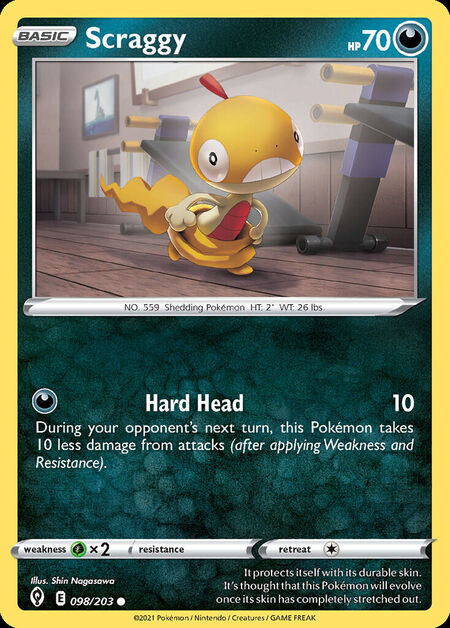 BASIC Scraggy HP 70
NO. 559 Shedding Pokémon HT: 2' WT: 26 lbs.
Hard Head 10
During your opponent's next turn, this Pokémon takes
10 less damage from attacks (after applying Weakness and
Resistance).
weakness ×2 resistance retreat
Illus. Shin Nagasawa
It protects itself with its durable skin.
It's thought that this Pokémon will evolve
once its skin has completely stretched out.
E 098/203
©2021 Pokémon / Nintendo / Creatures / GAME FREAK